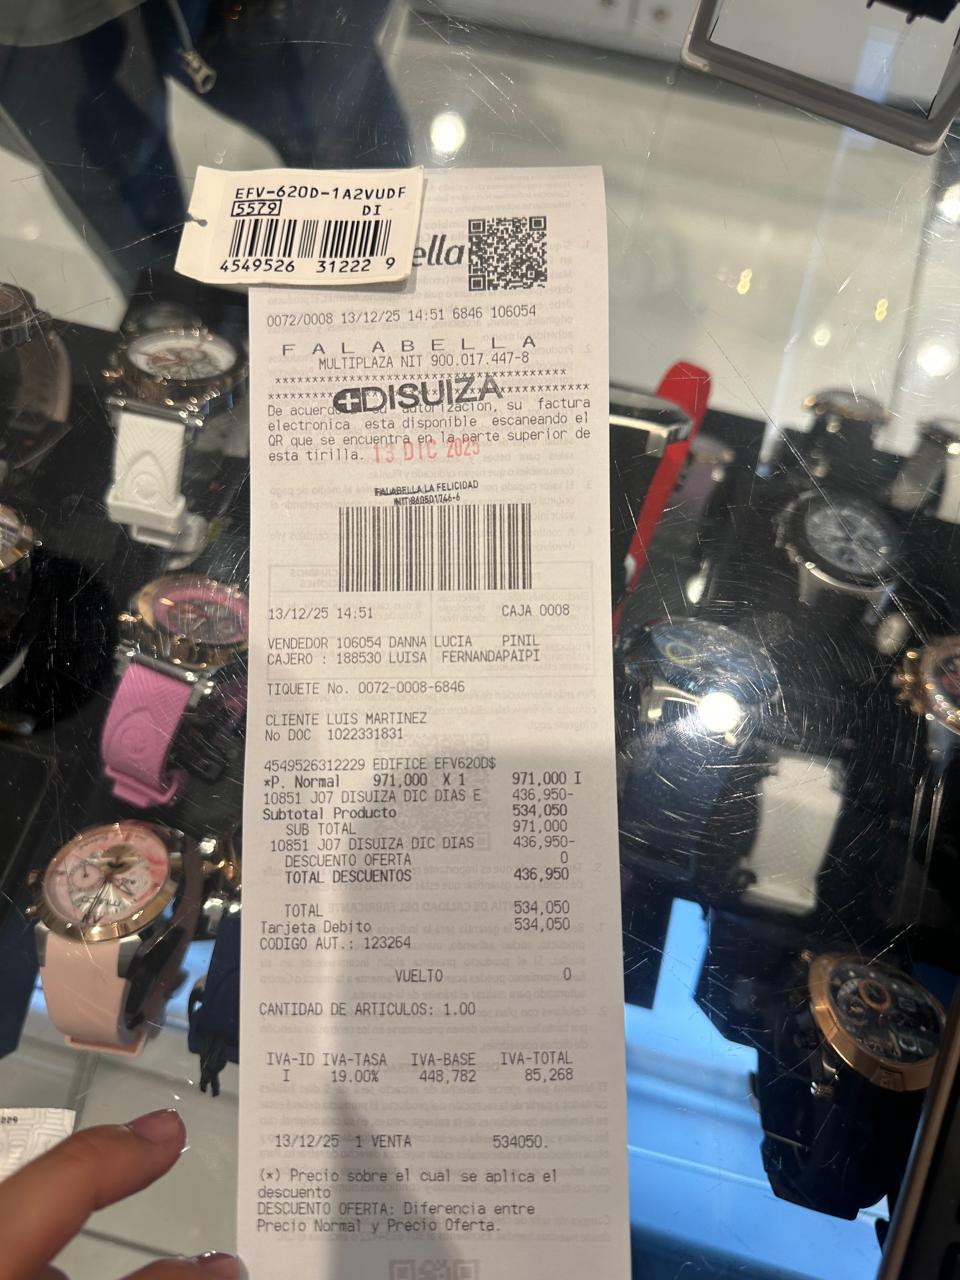 EFV-620D-1A2VUDF
5579 DI
4549526 31222 9
ella
0072/0008 13/12/25 14:51 6846 106054
FALABELLA
MULTIPLAZA NIT 900.017.447-8
xxxxxxxxxxxxxxxxxxxxxxxxxxxxxxxxxxxxxxxxx
DISUIZA
De acuerd su factura
electronica esta disponible escaneando el
QR que se encuentra en la parte superior de
esta tirilla. 13 DIC 2025
FALABELLA LA FELICIDAD
NIT:860501746-6
13/12/25 14:51 CAJA 0008
VENDEDOR 106054 DANNA LUCIA PINIL
CAJERO : 188530 LUISA FERNANDAPAIPI
TIQUETE No. 0072-0008-6846
CLIENTE LUIS MARTINEZ
No DOC 1022331831
4549526312229 EDIFICE EFV620D$
*P. Normal 971,000 X 1 971,000 I
10851 J07 DISUIZA DIC DIAS E 436,950-
Subtotal Producto 534,050
SUB TOTAL 971,000
10851 J07 DISUIZA DIC DIAS 436,950-
DESCUENTO OFERTA 0
TOTAL DESCUENTOS 436,950
TOTAL 534,050
Tarjeta Debito 534,050
CODIGO AUT.: 123264
VUELTO 0
CANTIDAD DE ARTICULOS: 1.00
IVA-ID IVA-TASA IVA-BASE IVA-TOTAL
I 19.00% 448,782 85,268
13/12/25 1 VENTA 534050.
(*) Precio sobre el cual se aplica el
descuento
DESCUENTO OFERTA: Diferencia entre
Precio Normal y Precio Oferta.